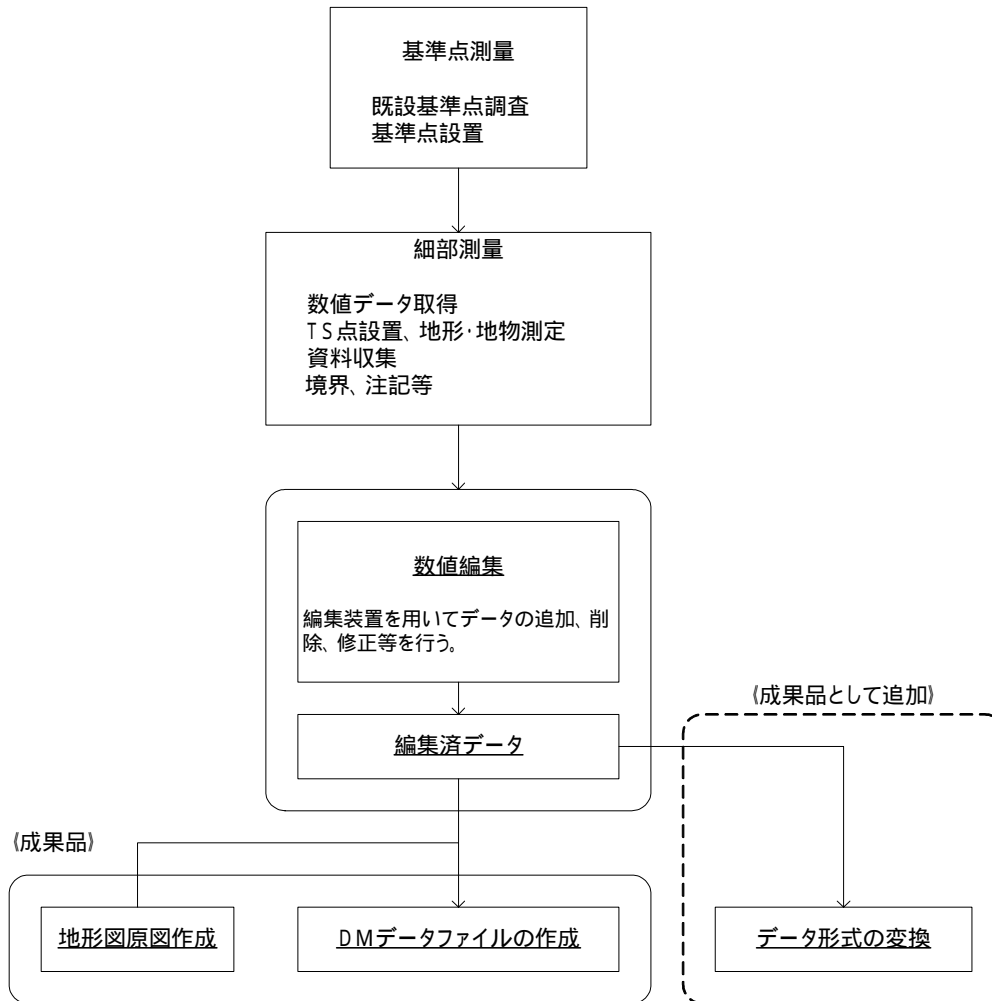 基準点測量
既設基準点調査
基準点設置
細部測量
数値データ取得
TS点設置、地形・地物測定
資料収集
境界、注記等
数値編集
編集装置を用いてデータの追加、削
除、修正等を行う。
《成果品として追加》
編集済データ
《成果品》
地形図原図作成
DMデータファイルの作成
データ形式の変換